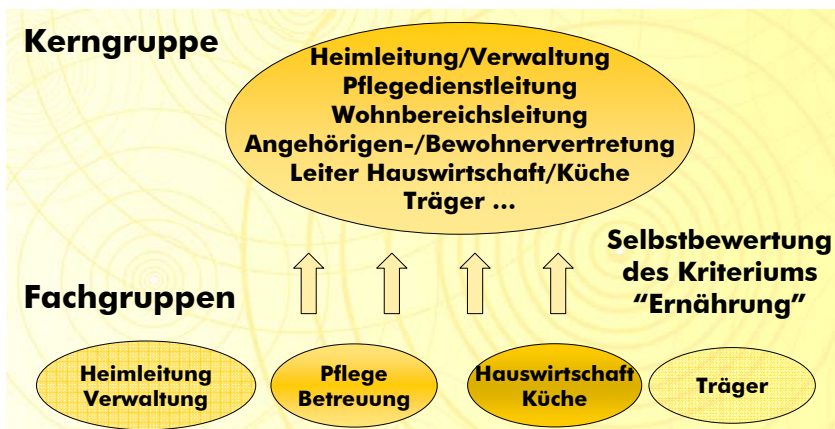 Kerngruppe
Heimleitung/Verwaltung
Pflegedienstleitung
Wohnbereichsleitung
Angehörigen-/Bewohnervertretung
Leiter Hauswirtschaft/Küche
Träger ...
Selbstbewertung
des Kriteriums
“Ernährung”
Fachgruppen
Heimleitung
Verwaltung
Pflege
Betreuung
Hauswirtschaft
Küche
Träger